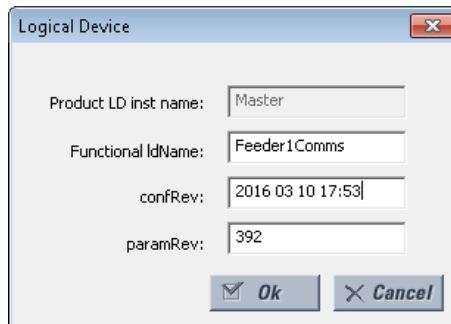 Logical Device
Product LD inst name: Master
Functional ldName: Feeder1Comms
confRev: 2016 03 10 17:53
paramRev: 392
Ok Cancel